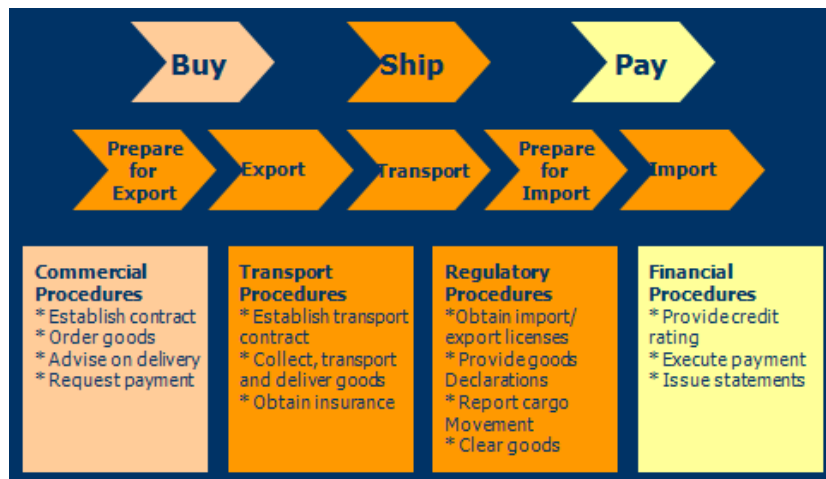 Buy
Ship
Pay
Prepare
for
Export
Export
Transport
Prepare
for
Import
Import
Commercial
Procedures
* Establish contract
* Order goods
* Advise on delivery
* Request payment
Transport
Procedures
* Establish transport
contract
* Collect, transport
and deliver goods
* Obtain insurance
Regulatory
Procedures
*Obtain import/
export licenses
* Provide goods
Declarations
* Report cargo
Movement
* Clear goods
Financial
Procedures
* Provide credit
rating
* Execute payment
* Issue statements